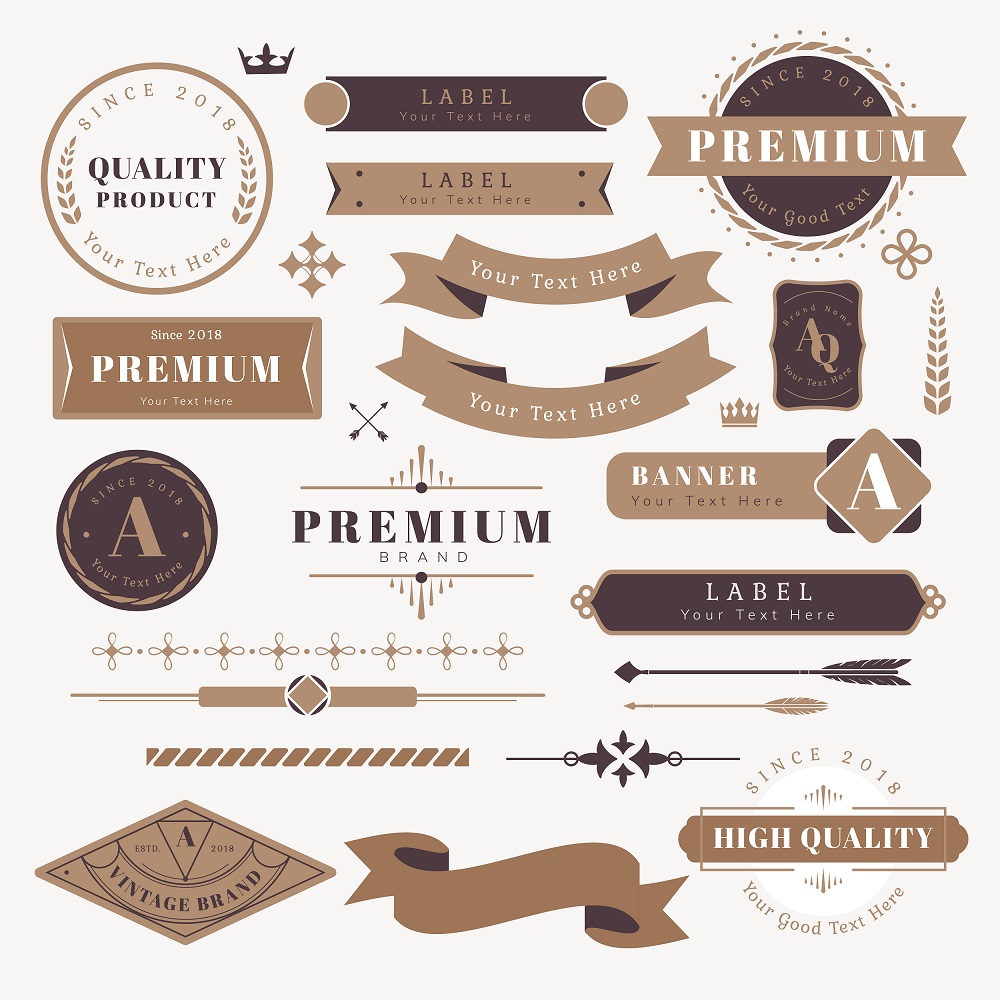 SINCE 2018
QUALITY
PRODUCT
Your Text Here
LABEL
Your Text Here
LABEL
Your Text Here
SINCE 2018
PREMIUM
Your Good Text
Your Text Here
Since 2018
PREMIUM
Your Text Here
Your Text Here
Brand Name
AQ
Your Text Here
SINCE 2018
A
Your Text Here
PREMIUM
BRAND
BANNER
Your Text Here
A
LABEL
Your Text Here
SINCE 2018
HIGH QUALITY
Your Good Text Here
A
ESTD. 2018
VINTAGE BRAND